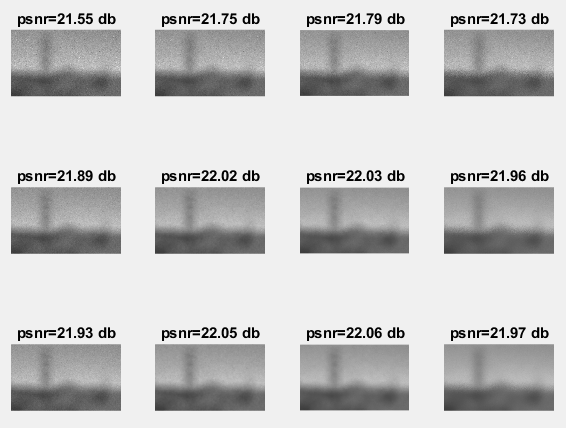 psnr=21.55 db psnr=21.75 db psnr=21.79 db psnr=21.73 db
psnr=21.89 db psnr=22.02 db psnr=22.03 db psnr=21.96 db
psnr=21.93 db psnr=22.05 db psnr=22.06 db psnr=21.97 db